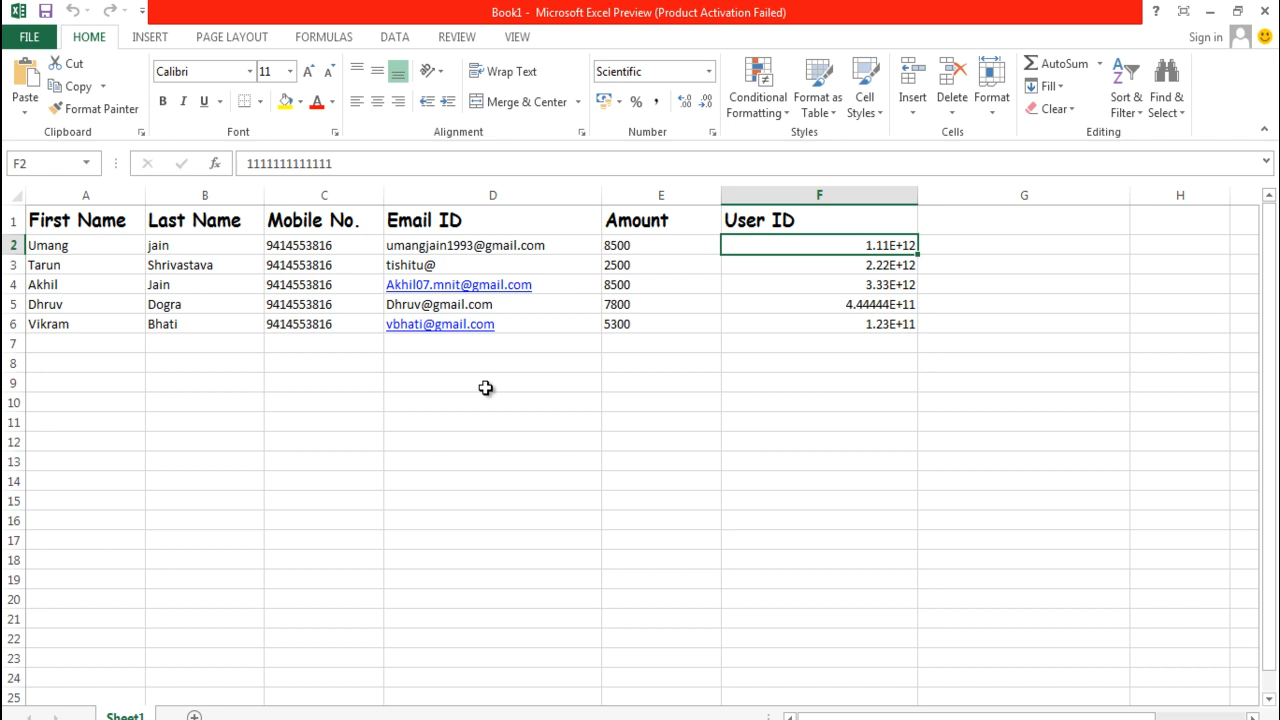 Book1 - Microsoft Excel Preview (Product Activation Failed)
FILE HOME INSERT PAGE LAYOUT FORMULAS DATA REVIEW VIEW Sign in
Paste Cut Copy Format Painter Clipboard
Calibri 11 B I U A A A Font
Wrap Text Merge & Center Alignment
Scientific % , Number
Conditional Formatting Format as Table Cell Styles Styles
Insert Delete Format Cells
AutoSum Fill Clear Sort & Filter Find & Select Editing
F2 fx 1111111111111
A B C D E F G H
1 First Name Last Name Mobile No. Email ID Amount User ID
2 Umang jain 9414553816 umangjain1993@gmail.com 8500 1.11E+12
3 Tarun Shrivastava 9414553816 tishitu@ 2500 2.22E+12
4 Akhil Jain 9414553816 Akhil07.mnit@gmail.com 8500 3.33E+12
5 Dhruv Dogra 9414553816 Dhruv@gmail.com 7800 4.44444E+11
6 Vikram Bhati 9414553816 vbhati@gmail.com 5300 1.23E+11
7
8
9
10
11
12
13
14
15
16
17
18
19
20
21
22
23
24
25
Sheet1